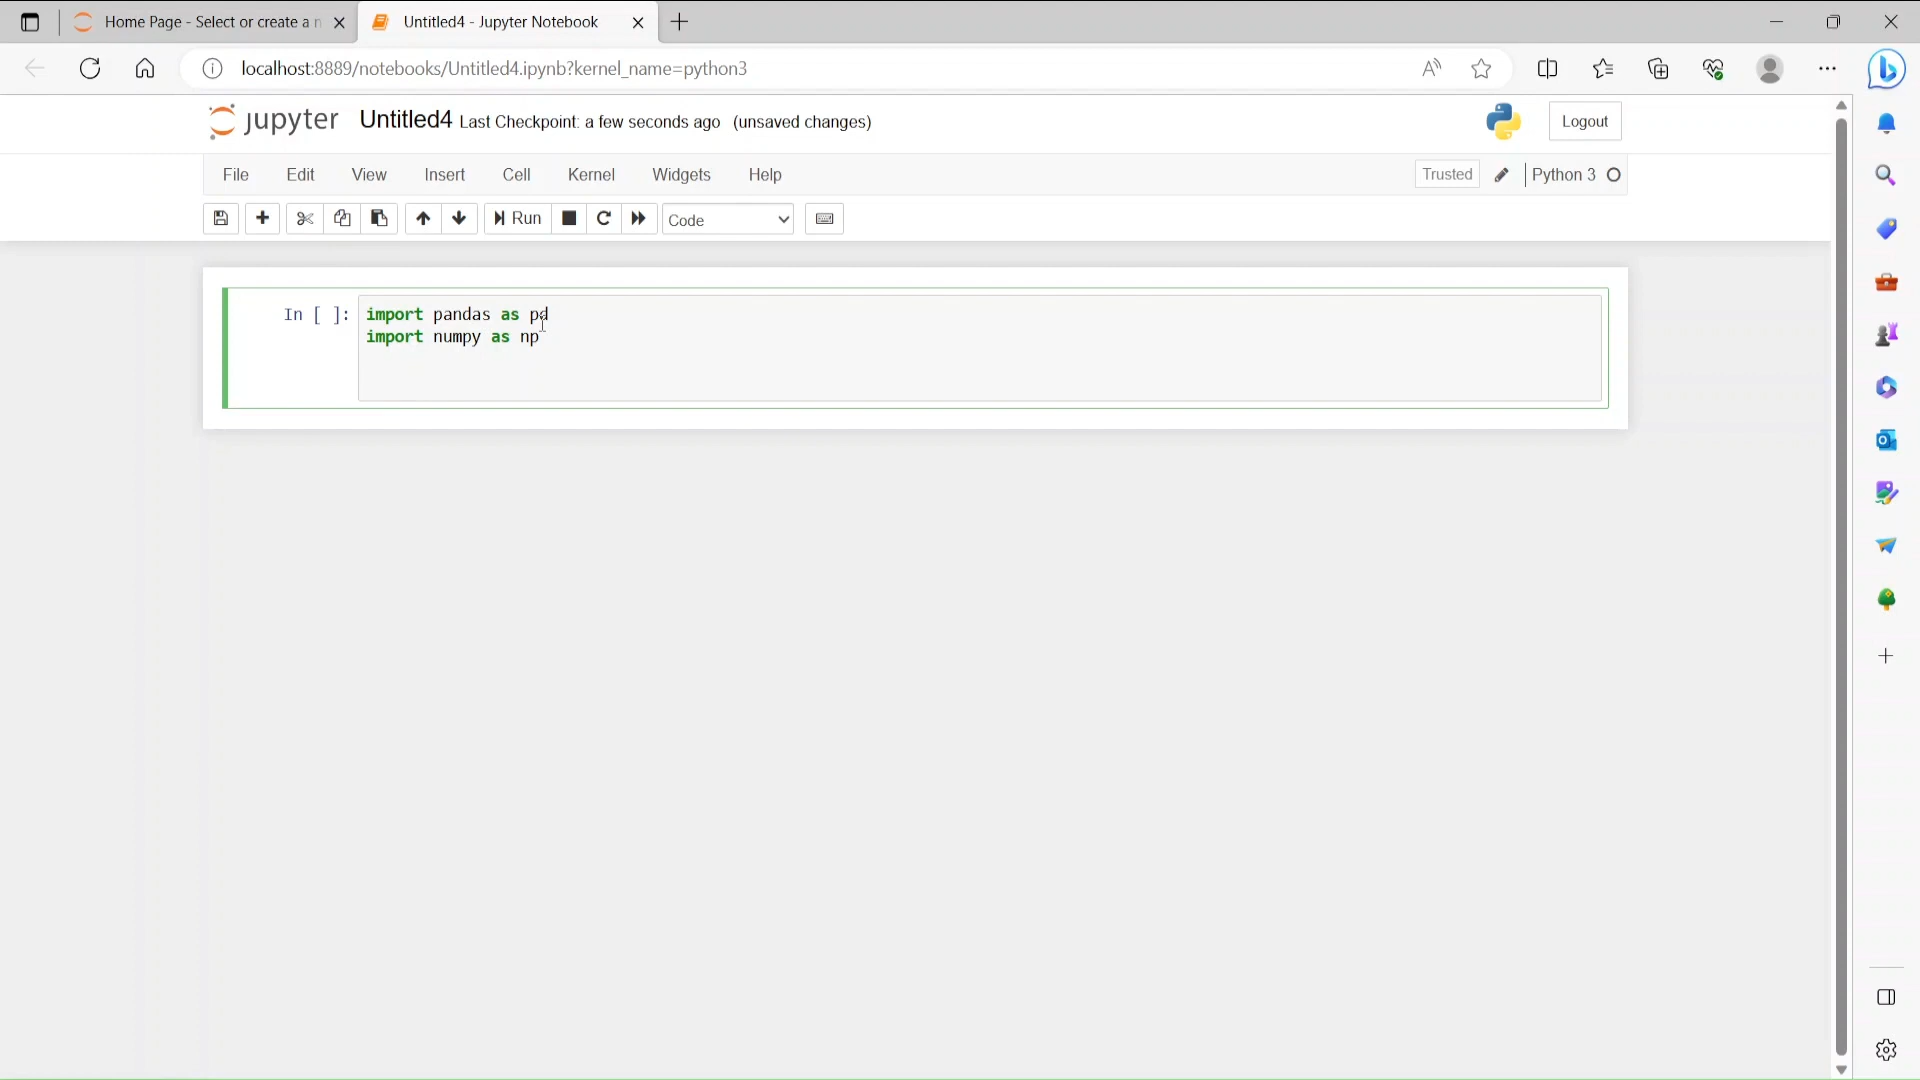 Home Page - Select or create a n
Untitled4 - Jupyter Notebook
localhost:8889/notebooks/Untitled4.ipynb?kernel_name=python3
jupyter Untitled4 Last Checkpoint: a few seconds ago (unsaved changes)
Logout
File Edit View Insert Cell Kernel Widgets Help
Trusted Python 3
Run Code
In [ ]: import pandas as pd
import numpy as np